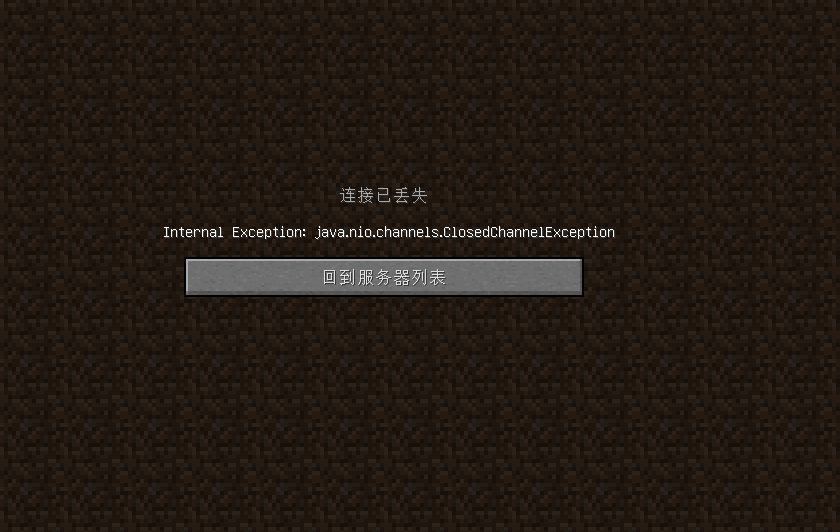 连接已丢失
Internal Exception: java.nio.channels.ClosedChannelException
回到服务器列表